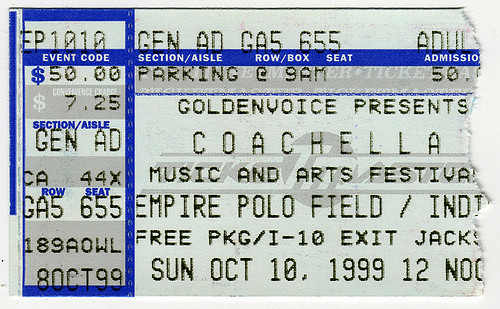 EP1010 GEN AD GA5 655 ADUL
EVENT CODE SECTION/AISLE ROW/BOX SEAT ADMISSIO
$50.00 PARKING @ 9AM 50.
CONVENIENCE CHARGE
$ 7.25 GOLDENVOICE PRESENTS
SECTION/AISLE
GEN AD COACHELLA
CA 44X MUSIC AND ARTS FESTIVA
ROW SEAT
GA5 655 EMPIRE POLO FIELD / INDI
189AOWL FREE PKG/I-10 EXIT JACKS
8OCT99 SUN OCT 10, 1999 12 NOO